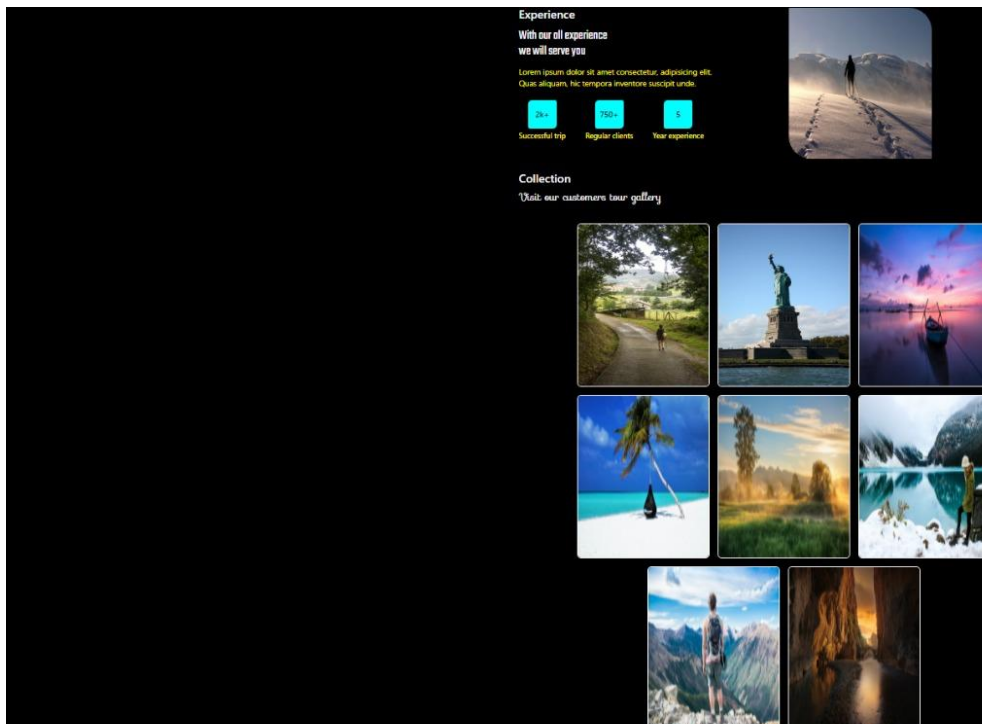 Experience
With our all experience
we will serve you
Lorem ipsum dolor sit amet consectetur, adipisicing elit.
Quas aliquam, hic tempora inventore suscipit unde.
2k+ 750+ 5
Successful trip Regular clients Year experience
Collection
Visit our customers tour gallery